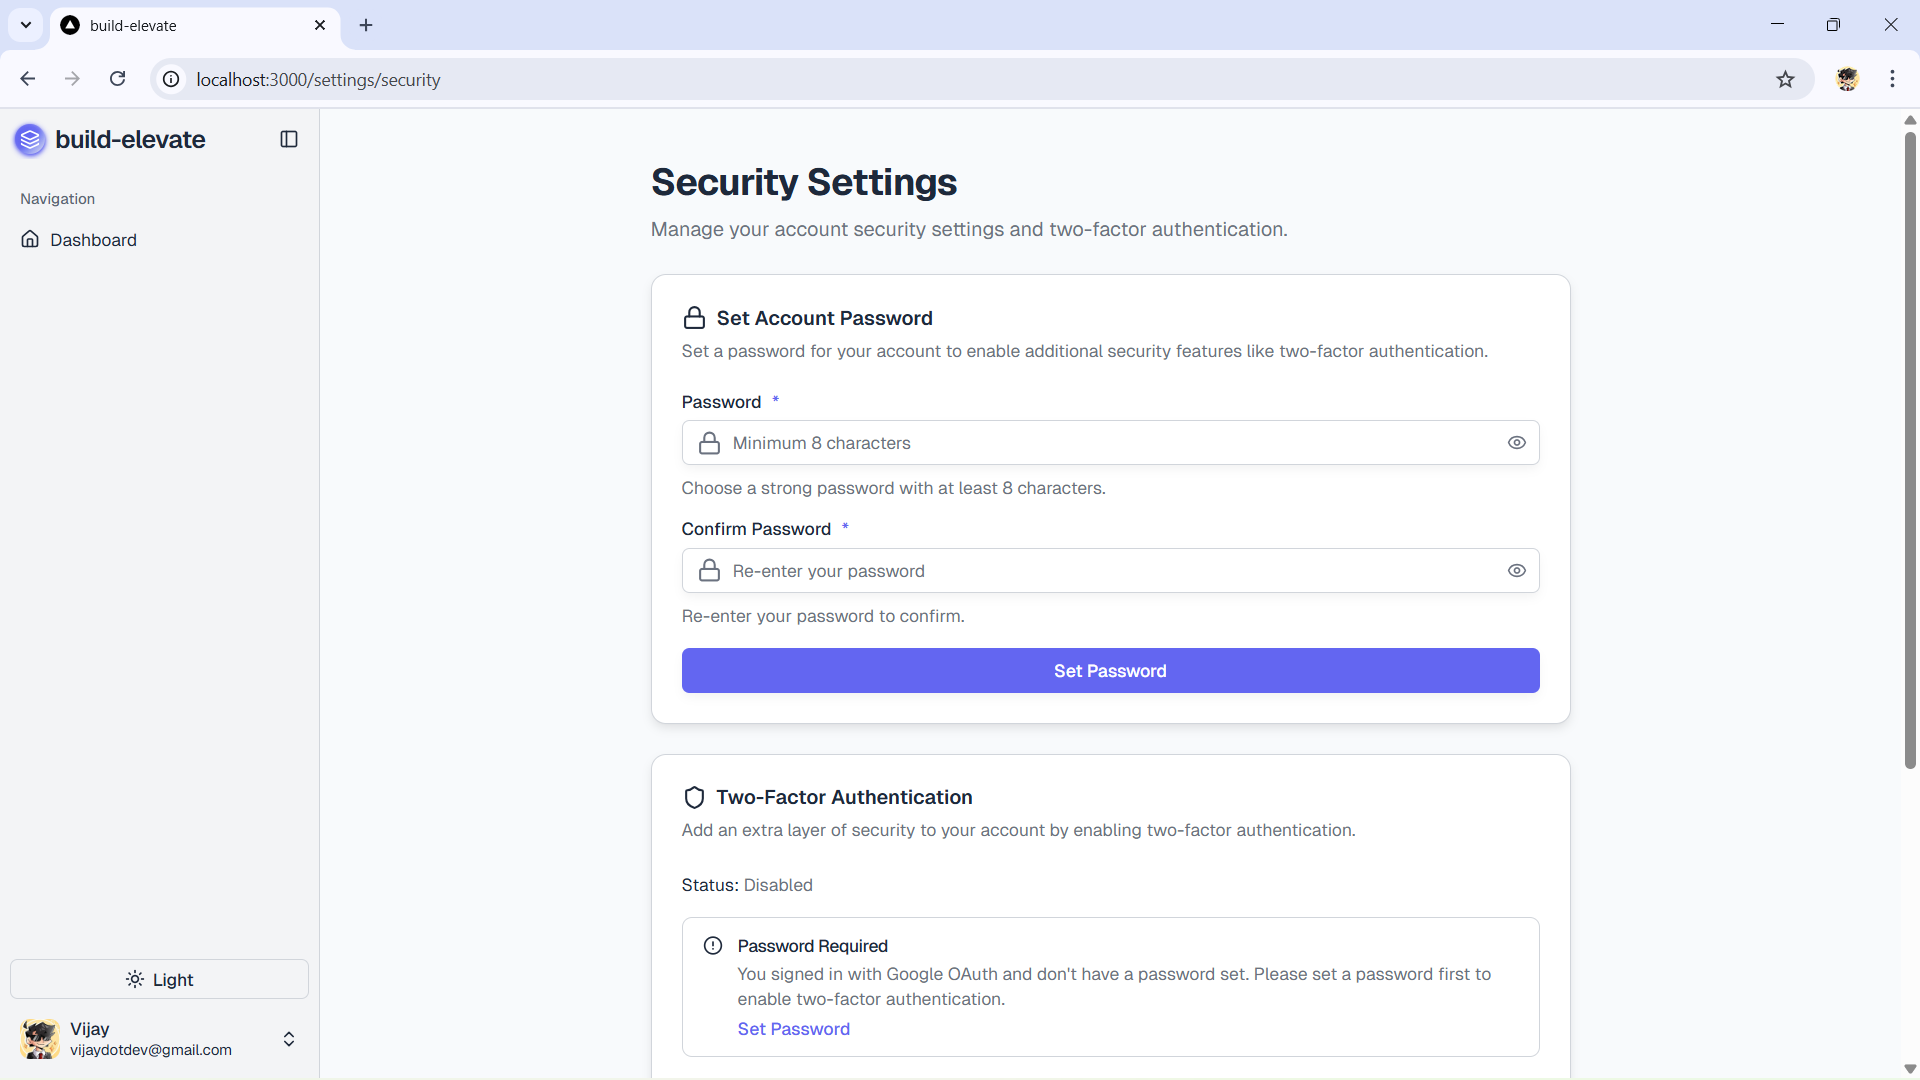 build-elevate
localhost:3000/settings/security
build-elevate
Navigation
Dashboard
Security Settings
Manage your account security settings and two-factor authentication.
Set Account Password
Set a password for your account to enable additional security features like two-factor authentication.
Password *
Minimum 8 characters
Choose a strong password with at least 8 characters.
Confirm Password *
Re-enter your password
Re-enter your password to confirm.
Set Password
Two-Factor Authentication
Add an extra layer of security to your account by enabling two-factor authentication.
Status: Disabled
Password Required
You signed in with Google OAuth and don't have a password set. Please set a password first to
enable two-factor authentication.
Set Password
Light
Vijay
vijaydotdev@gmail.com